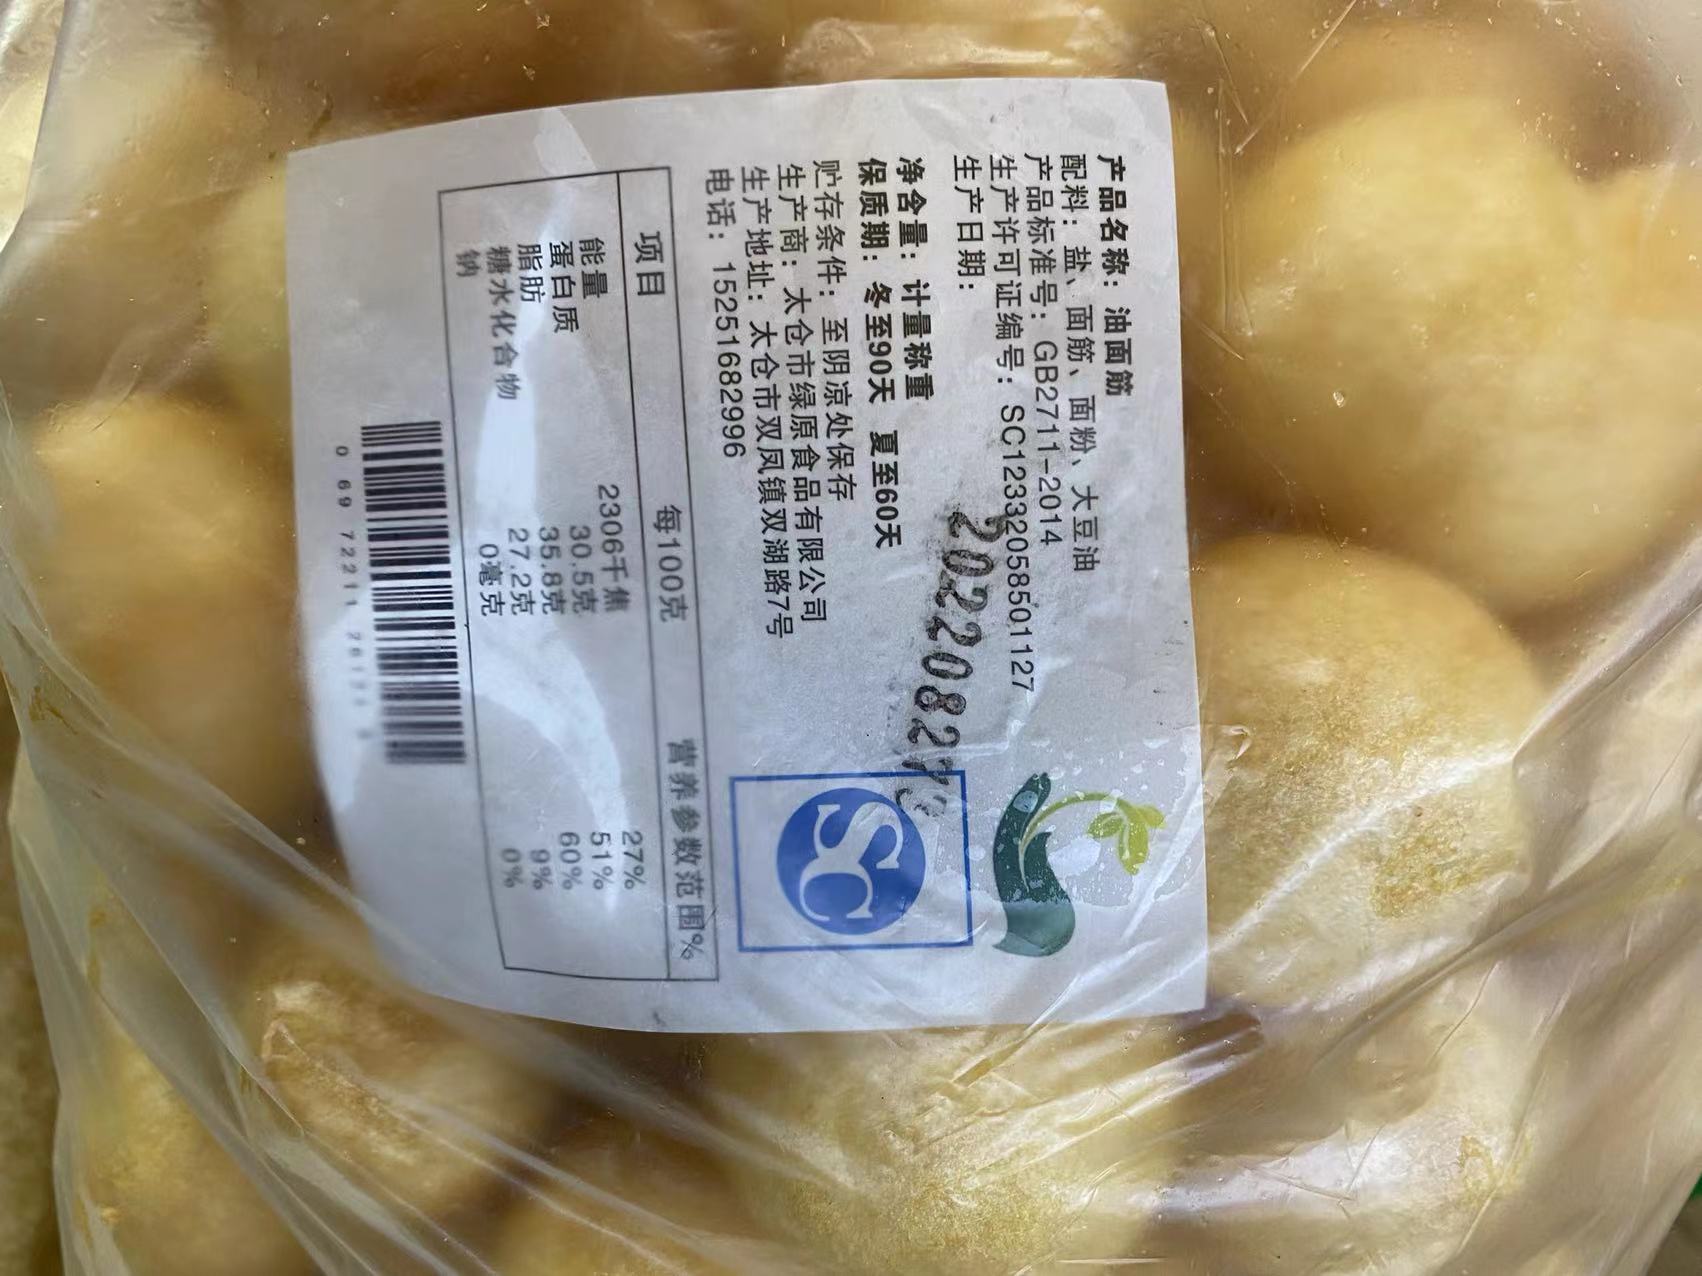 产品名称：油面筋
配料：盐、面筋、面粉、大豆油
产品标准号：GB2711-2014
生产许可证编号：SC12332058501127
生产日期：
202208
净含量：计量称重
保质期：冬至90天 夏至60天
贮存条件：至阴凉处保存
生产商：太仓市绿原食品有限公司
生产地址：太仓市双凤镇双湖路7号
电话：15251682996
SC
项目 每100克 营养参数范围%
能量 2306千焦 27%
蛋白质 30.5克 51%
脂肪 35.8克 60%
糖水化合物 27.2克 9%
钠 0毫克 0%
0 69 72211